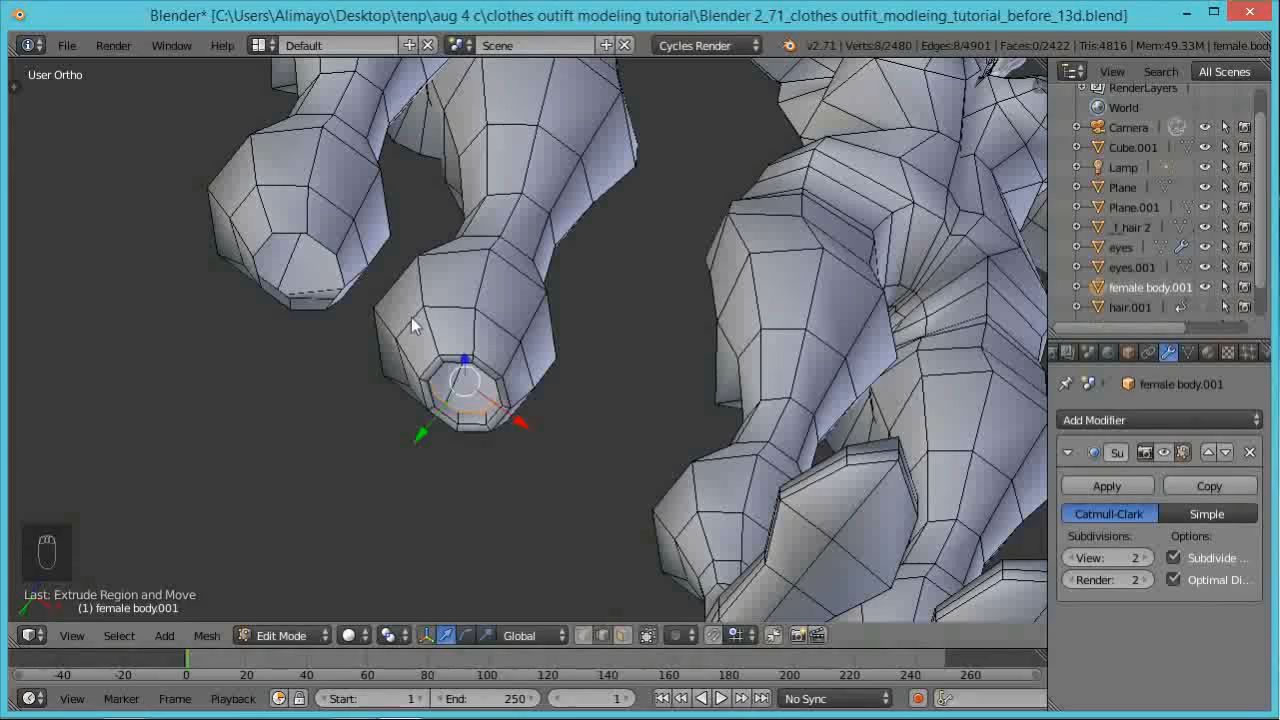 Blender* [C:\Users\Alimayo\Desktop\tenp\aug 4 c\clothes outift modeling tutorial\Blender 2_71_clothes outfit_modleing_tutorial_before_13d.blend]
File Render Window Help Default Scene Cycles Render v2.71 | Verts:8/2480 | Edges:8/4901 | Faces:0/2422 | Tris:4816 | Mem:49.33M | female body
User Ortho
View Search All Scenes
RenderLayers
World
Camera
Cube.001
Lamp
Plane
Plane.001
_f_hair 2
eyes
eyes.001
female body.001
hair.001
female body.001
Add Modifier
Su
Apply Copy
Catmull-Clark Simple
Subdivisions: Options:
View: 2 Subdivide ...
Render: 2 Optimal Di...
Last: Extrude Region and Move
(1) female body.001
View Select Add Mesh Edit Mode Global
-40 -20 0 20 40 60 80 100 120 140 160 180 200 220 240 260
View Marker Frame Playback Start: 1 End: 250 1 No Sync